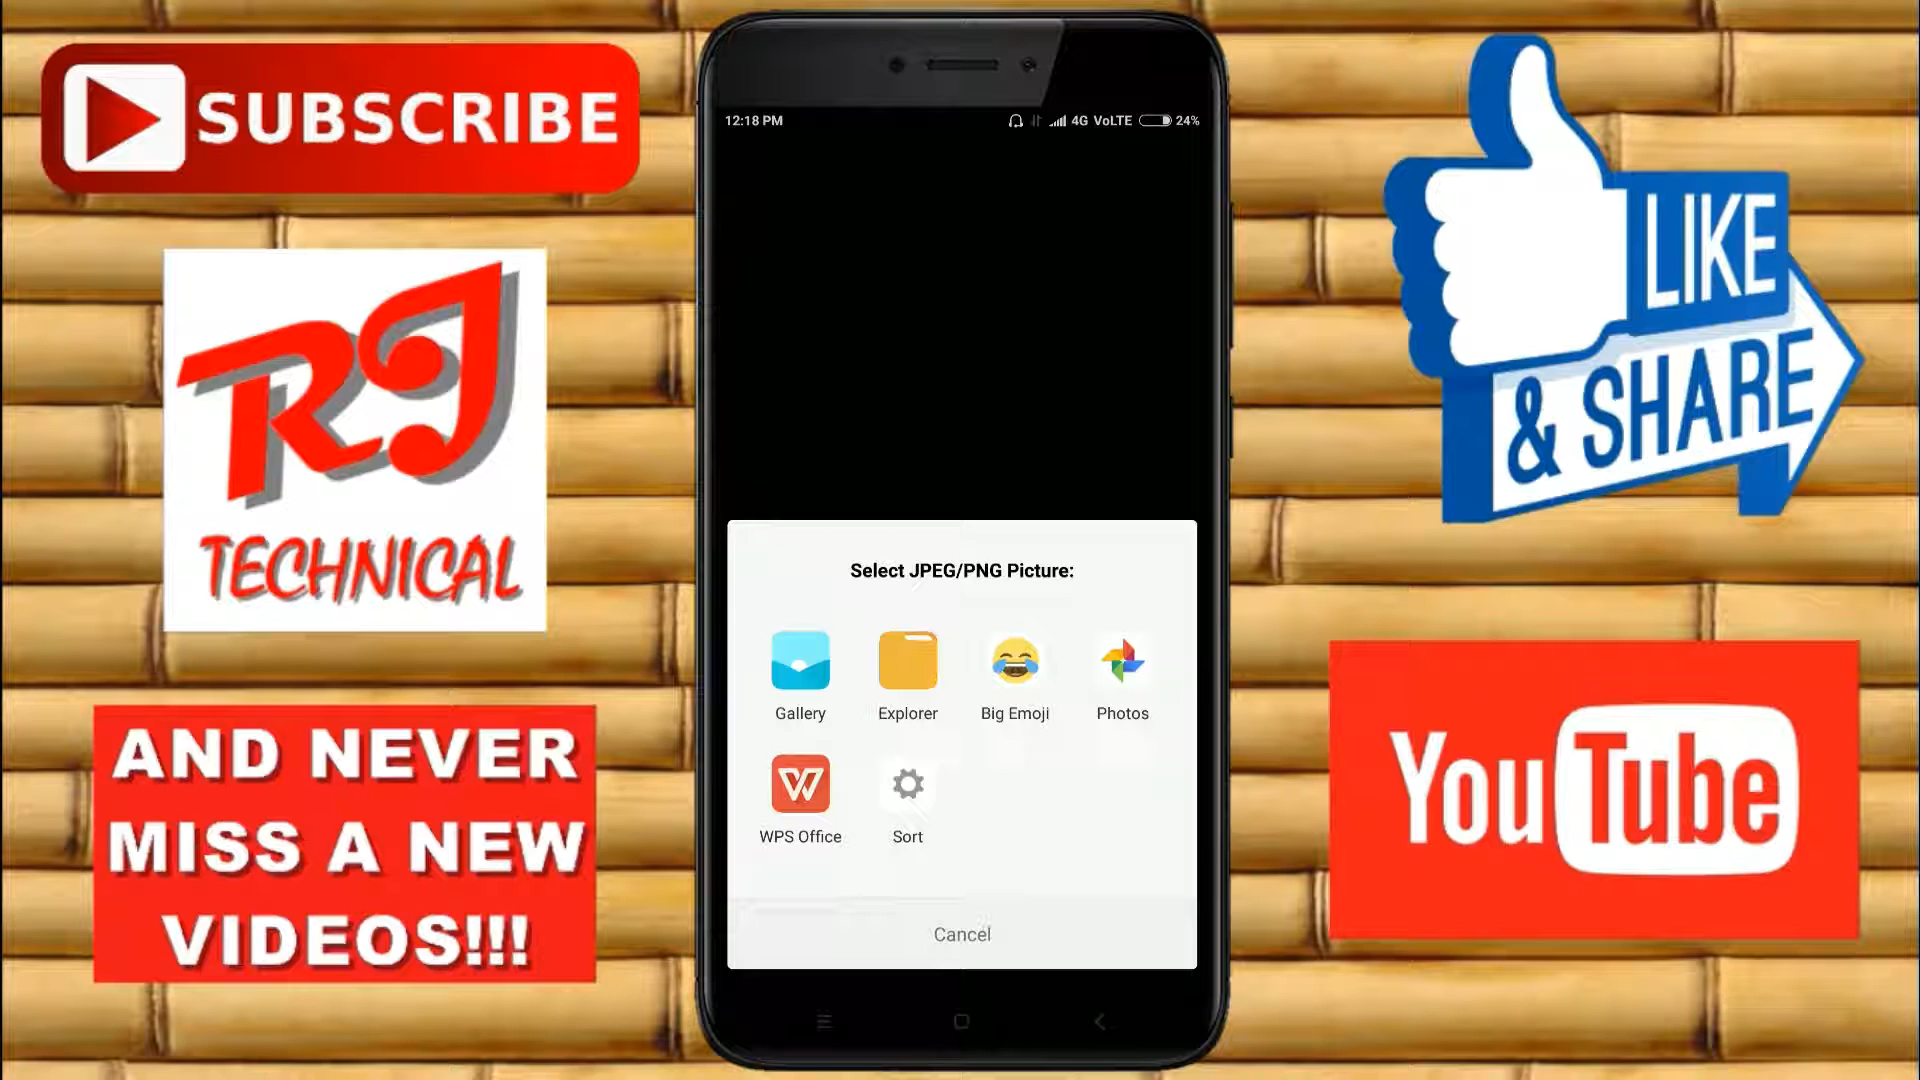 SUBSCRIBE
RJ
TECHNICAL
AND NEVER
MISS A NEW
VIDEOS!!!
12:18 PM
4G VoLTE 24%
Select JPEG/PNG Picture:
Gallery Explorer Big Emoji Photos
WPS Office Sort
Cancel
LIKE
& SHARE
YouTube